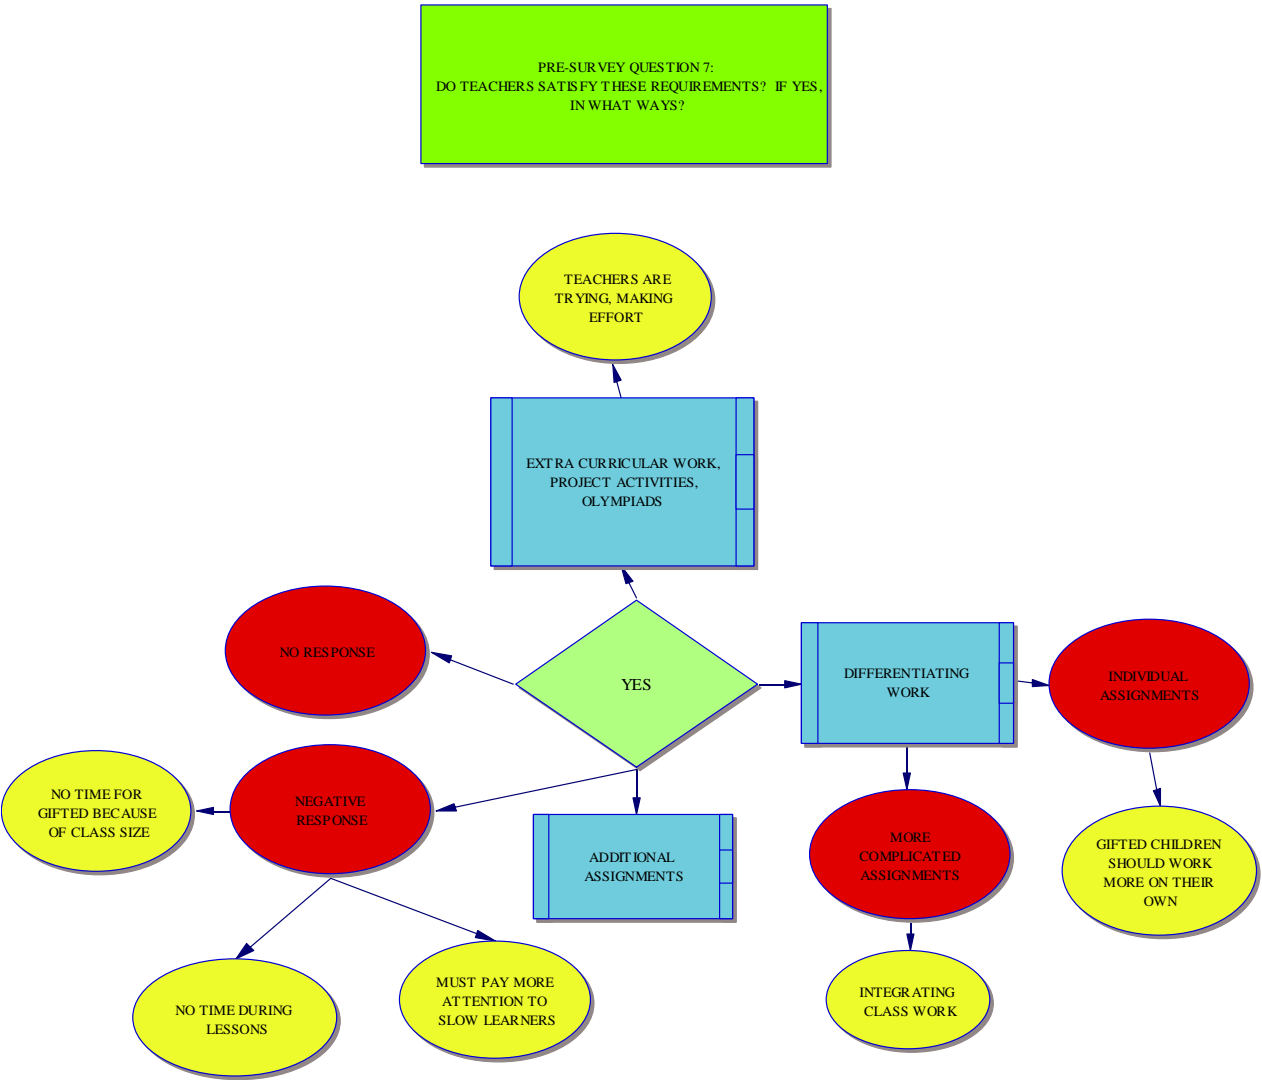 PRE-SURVEY QUESTION 7:
DO TEACHERS SATISFY THESE REQUIREMENTS? IF YES,
IN WHAT WAYS?
TEACHERS ARE
TRYING, MAKING
EFFORT
EXTRA CURRICULAR WORK,
PROJECT ACTIVITIES,
OLYMPIADS
NO RESPONSE
YES
DIFFERENTIATING
WORK
INDIVIDUAL
ASSIGNMENTS
NO TIME FOR
GIFTED BECAUSE
OF CLASS SIZE
NEGATIVE
RESPONSE
ADDITIONAL
ASSIGNMENTS
MORE
COMPLICATED
ASSIGNMENTS
GIFTED CHILDREN
SHOULD WORK
MORE ON THEIR
OWN
NO TIME DURING
LESSONS
MUST PAY MORE
ATTENTION TO
SLOW LEARNERS
INTEGRATING
CLASS WORK